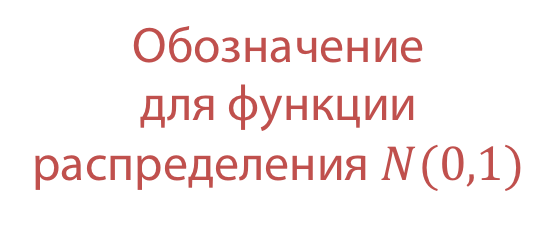 Обозначение
для функции
распределения N(0,1)